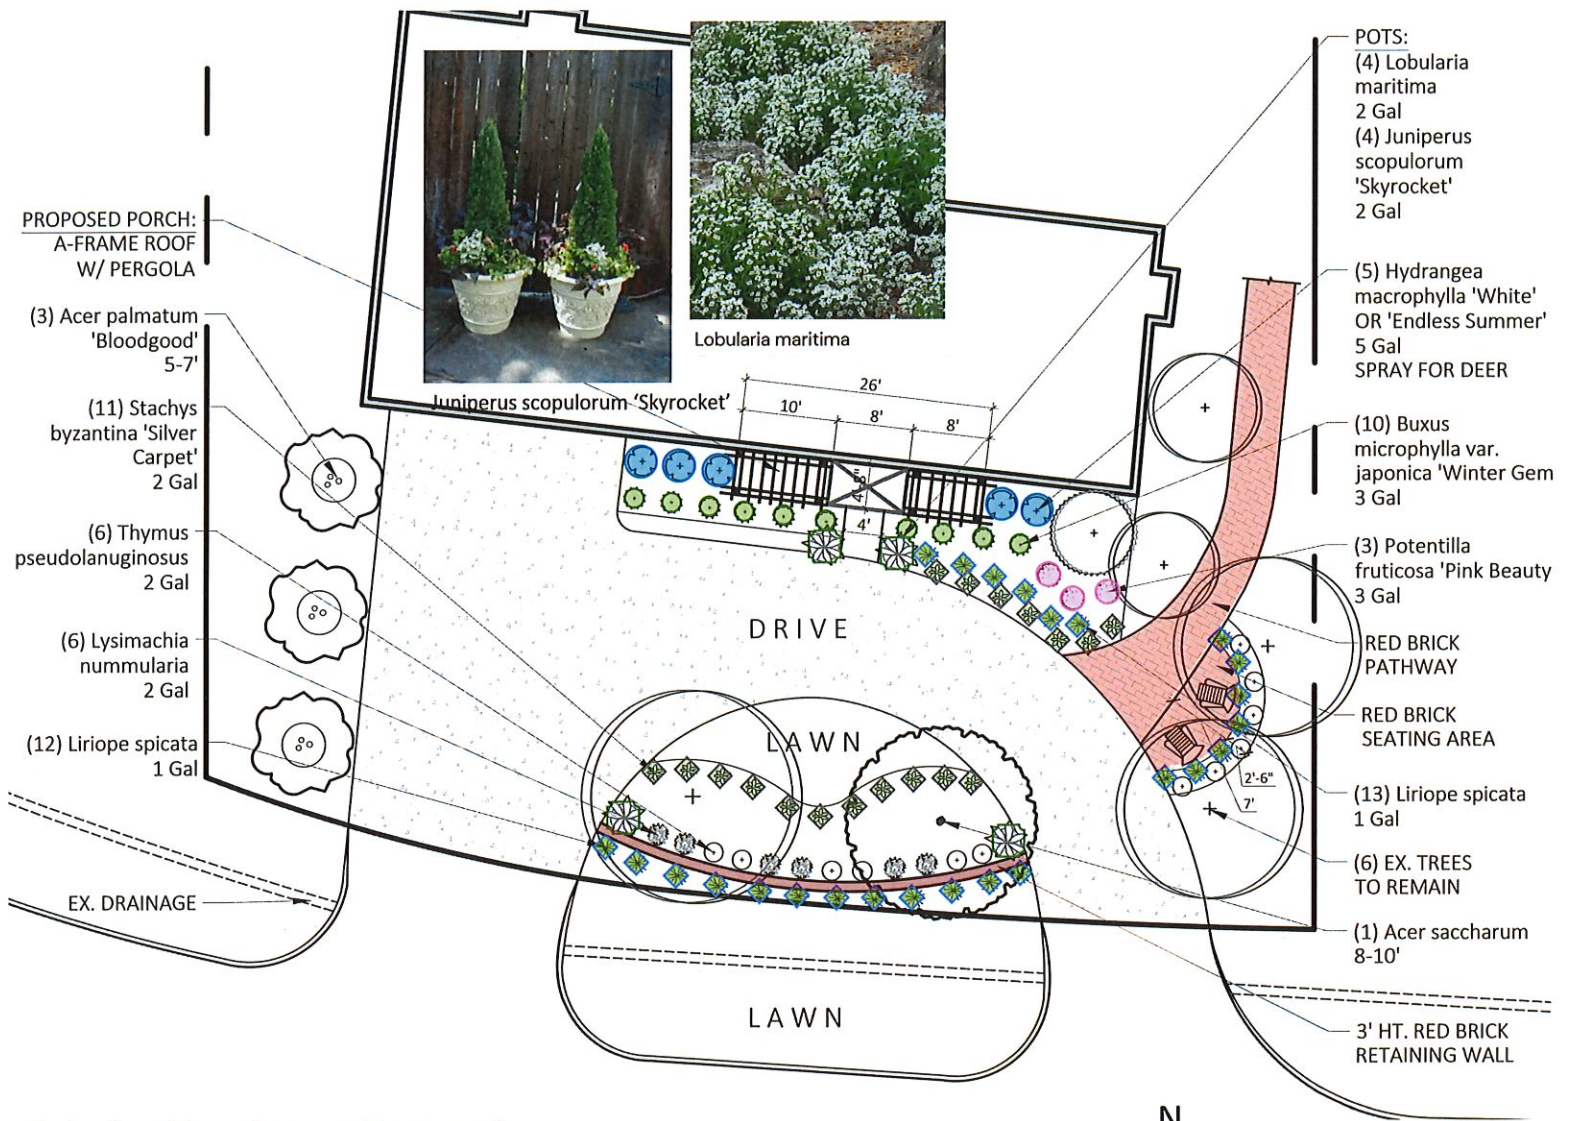 PROPOSED PORCH:
A-FRAME ROOF
W/ PERGOLA
(3) Acer palmatum
'Bloodgood'
5-7'
(11) Stachys
byzantina 'Silver
Carpet'
2 Gal
(6) Thymus
pseudolanuginosus
2 Gal
(6) Lysimachia
nummularia
2 Gal
(12) Liriope spicata
1 Gal
EX. DRAINAGE
Juniperus scopulorum 'Skyrocket'
Lobularia maritima
26'
10'
8'
8'
4'-8"
4'
DRIVE
LAWN
LAWN
2'-6"
7'
POTS:
(4) Lobularia
maritima
2 Gal
(4) Juniperus
scopulorum
'Skyrocket'
2 Gal
(5) Hydrangea
macrophylla 'White'
OR 'Endless Summer'
5 Gal
SPRAY FOR DEER
(10) Buxus
microphylla var.
japonica 'Winter Gem
3 Gal
(3) Potentilla
fruticosa 'Pink Beauty
3 Gal
RED BRICK
PATHWAY
RED BRICK
SEATING AREA
(13) Liriope spicata
1 Gal
(6) EX. TREES
TO REMAIN
(1) Acer saccharum
8-10'
3' HT. RED BRICK
RETAINING WALL
N